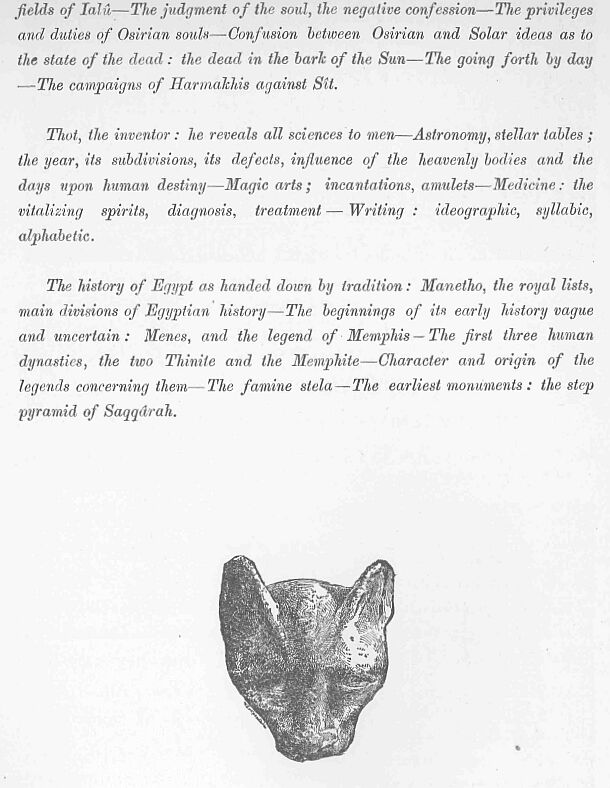 fields of Ialû—The judgment of the soul, the negative confession—The privileges
and duties of Osirian souls—Confusion between Osirian and Solar ideas as to
the state of the dead: the dead in the bark of the Sun—The going forth by day
—The campaigns of Harmakhis against Sît.
Thot, the inventor: he reveals all sciences to men—Astronomy, stellar tables;
the year, its subdivisions, its defects, influence of the heavenly bodies and the
days upon human destiny—Magic arts; incantations, amulets—Medicine: the
vitalizing spirits, diagnosis, treatment—Writing: ideographic, syllabic,
alphabetic.
The history of Egypt as handed down by tradition: Manetho, the royal lists,
main divisions of Egyptian history—The beginnings of its early history vague
and uncertain: Menes, and the legend of Memphis—The first three human
dynasties, the two Thinite and the Memphite—Character and origin of the
legends concerning them—The famine stela—The earliest monuments: the step
pyramid of Saqqârah.